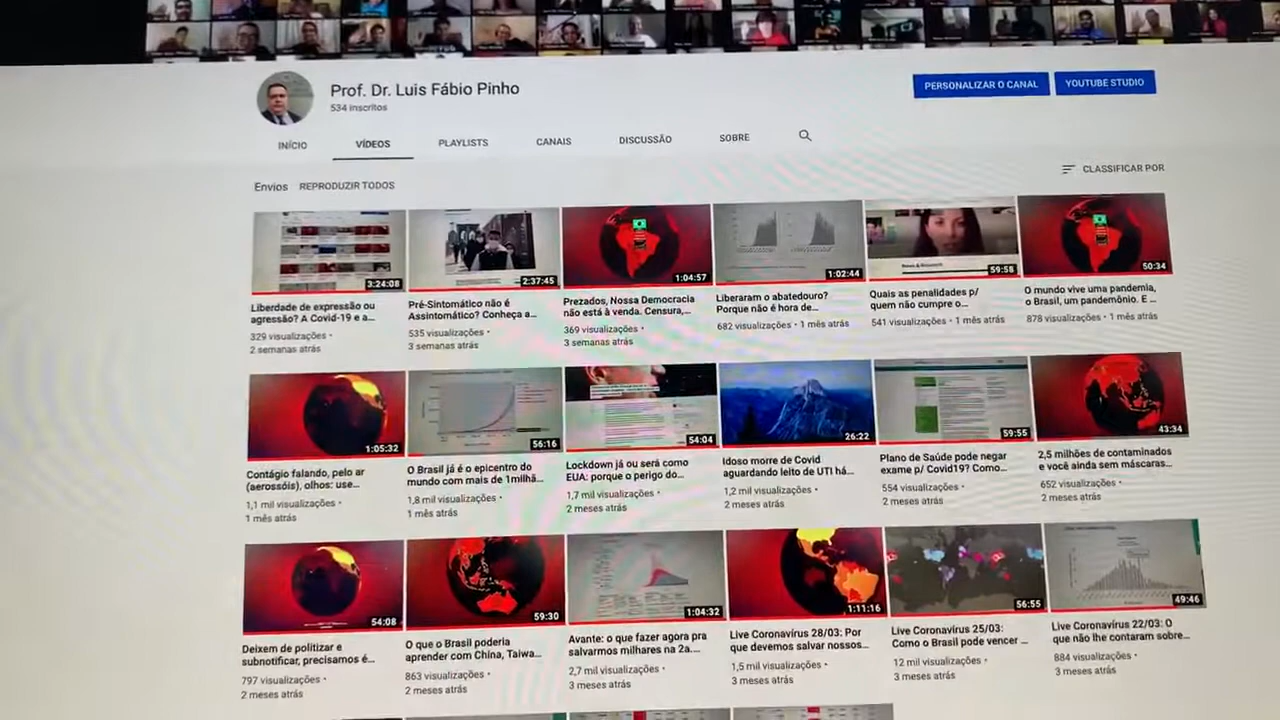 Prof. Dr. Luis Fábio Pinho
534 inscritos
PERSONALIZAR O CANAL
YOUTUBE STUDIO
INÍCIO
VÍDEOS
PLAYLISTS
CANAIS
DISCUSSÃO
SOBRE
Envios
REPRODUZIR TODOS
CLASSIFICAR POR
3:24:08
Liberdade de expressão ou
agressão? A Covid-19 e a...
329 visualizações •
2 semanas atrás
2:37:45
Pré-Sintomático não é
Assintomático? Conheça a...
535 visualizações •
3 semanas atrás
1:04:57
Prezados, Nossa Democracia
não está à venda. Censura,...
369 visualizações •
3 semanas atrás
1:02:44
Liberaram o abatedouro?
Porque não é hora de...
682 visualizações • 1 mês atrás
59:58
Quais as penalidades p/
quem não cumpre o...
541 visualizações • 1 mês atrás
50:34
O mundo vive uma pandemia,
o Brasil, um pandemônio. E ...
878 visualizações • 1 mês atrás
1:05:32
Contágio falando, pelo ar
(aerossóis), olhos: use...
1,1 mil visualizações •
1 mês atrás
56:16
O Brasil já é o epicentro do
mundo com mais de 1milhã...
1,8 mil visualizações •
1 mês atrás
54:04
Lockdown já ou será como
EUA: porque o perigo do...
1,7 mil visualizações •
2 meses atrás
26:22
Idoso morre de Covid
aguardando leito de UTI há...
1,2 mil visualizações •
2 meses atrás
59:55
Plano de Saúde pode negar
exame p/ Covid19? Como...
554 visualizações •
2 meses atrás
43:34
2,5 milhões de contaminados
e você ainda sem máscaras...
652 visualizações •
2 meses atrás
54:08
Deixem de politizar e
subnotificar, precisamos é...
797 visualizações •
2 meses atrás
59:30
O que o Brasil poderia
aprender com China, Taiwa...
863 visualizações •
2 meses atrás
1:04:32
Avante: o que fazer agora pra
salvarmos milhares na 2a....
2,7 mil visualizações •
3 meses atrás
1:11:16
Live Coronavírus 28/03: Por
que devemos salvar nossos...
1,5 mil visualizações •
3 meses atrás
56:55
Live Coronavírus 25/03:
Como o Brasil pode vencer ...
12 mil visualizações •
3 meses atrás
49:46
Live Coronavírus 22/03: O
que não lhe contaram sobre...
884 visualizações •
3 meses atrás